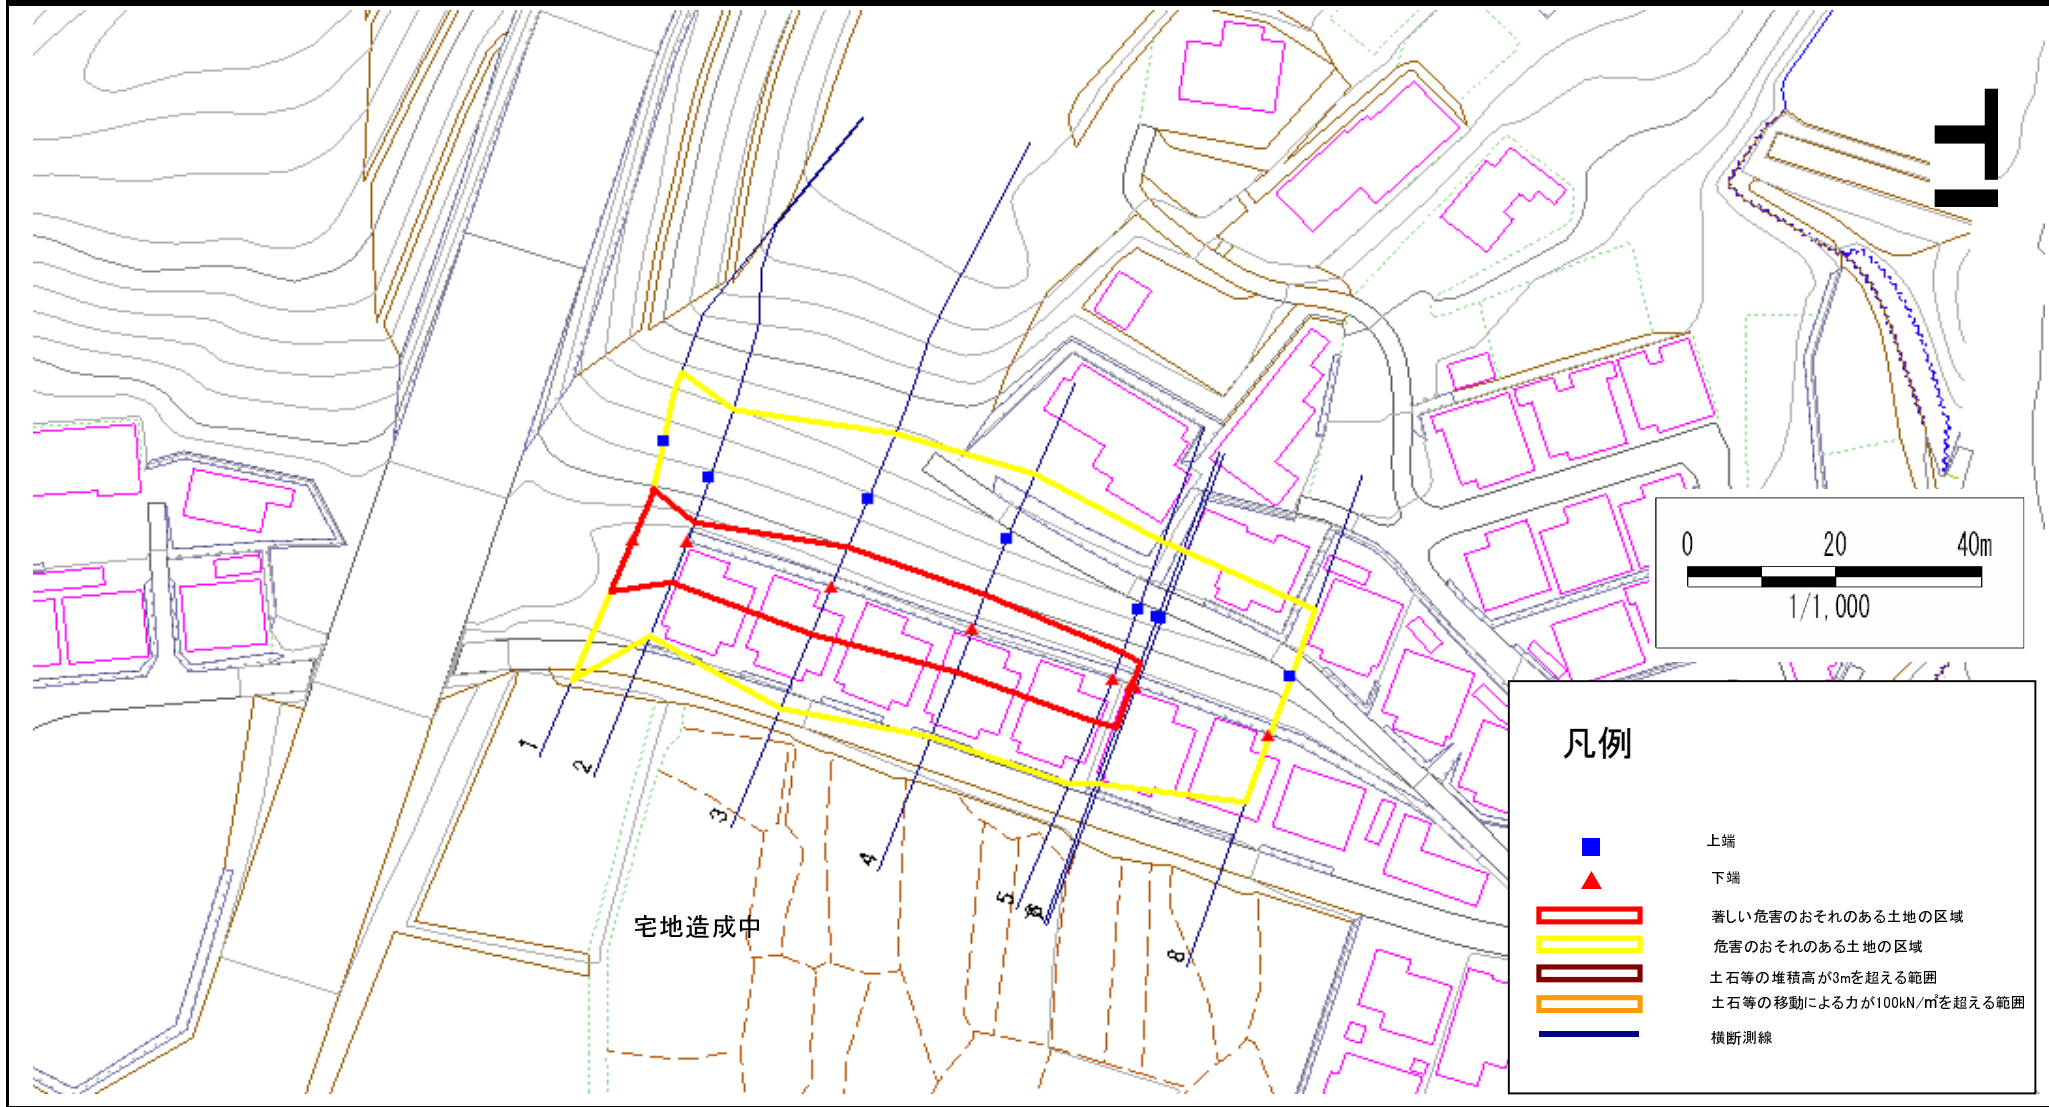 0 20 40m
1/1,000
凡例
上端
下端
著しい危害のおそれのある土地の区域
危害のおそれのある土地の区域
土石等の堆積高が3mを超える範囲
土石等の移動による力が100kN/㎡を超える範囲
横断測線
1
2
3
4
5
8
宅地造成中